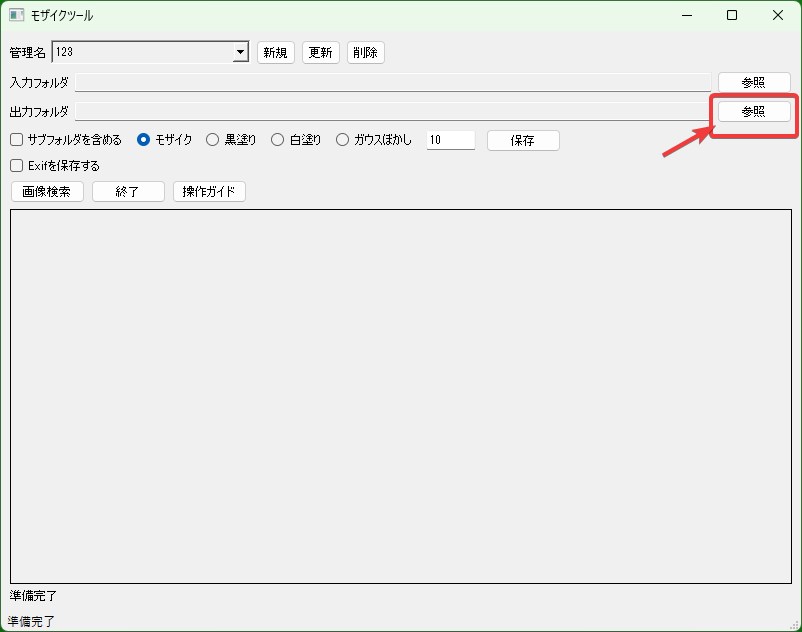 モザイクツール
管理名 123 新規 更新 削除
入力フォルダ 参照
出力フォルダ 参照
サブフォルダを含める モザイク 黒塗り 白塗り ガウスぼかし 10 保存
Exifを保存する
画像検索 終了 操作ガイド
準備完了
準備完了